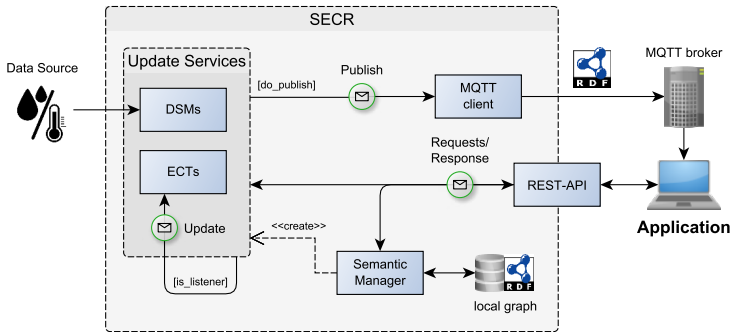 SECR
Data Source
Update Services
DSMs
ECTs
Update
[is_listener]
[do_publish]
Publish
MQTT
client
RDF
MQTT broker
Requests/
Response
REST-API
Application
<<create>>
Semantic
Manager
RDF
local graph